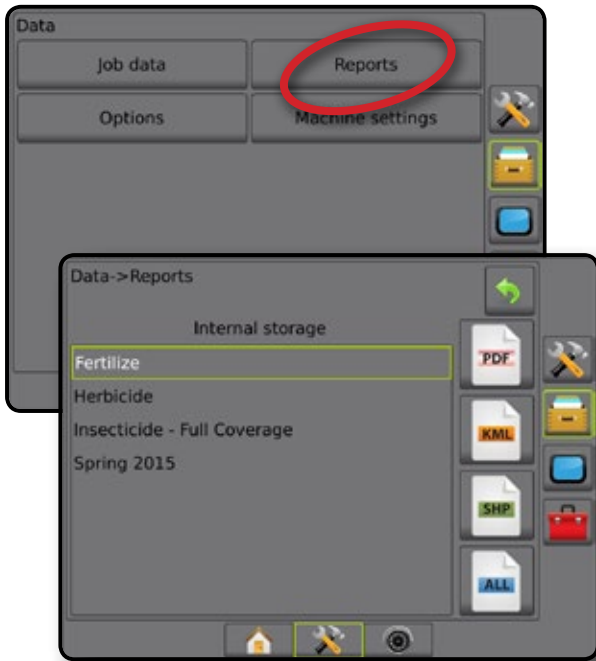 Data
Job data
Reports
Options
Machine settings
Data->Reports
Internal storage
Fertilize
Herbicide
Insecticide - Full Coverage
Spring 2015
PDF
KML
SHP
ALL